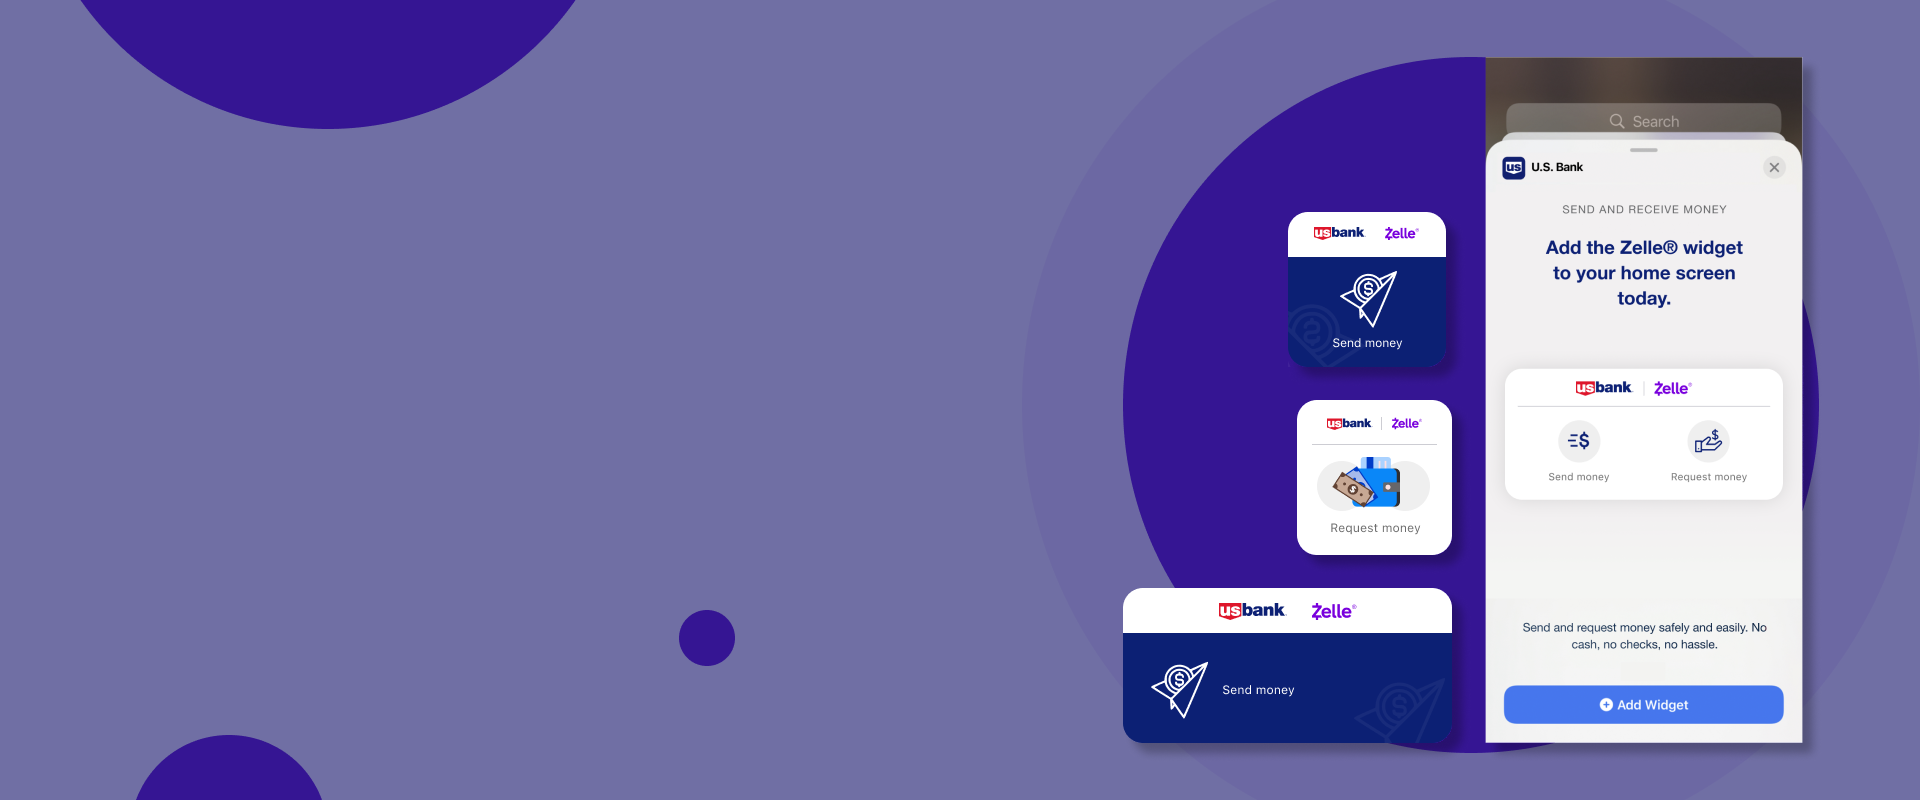 usbank Zelle®
Send money
usbank Zelle®
Request money
usbank Zelle®
Send money
Search
us U.S. Bank
SEND AND RECEIVE MONEY
Add the Zelle® widget
to your home screen
today.
usbank Zelle®
Send money Request money
Send and request money safely and easily. No
cash, no checks, no hassle.
Add Widget